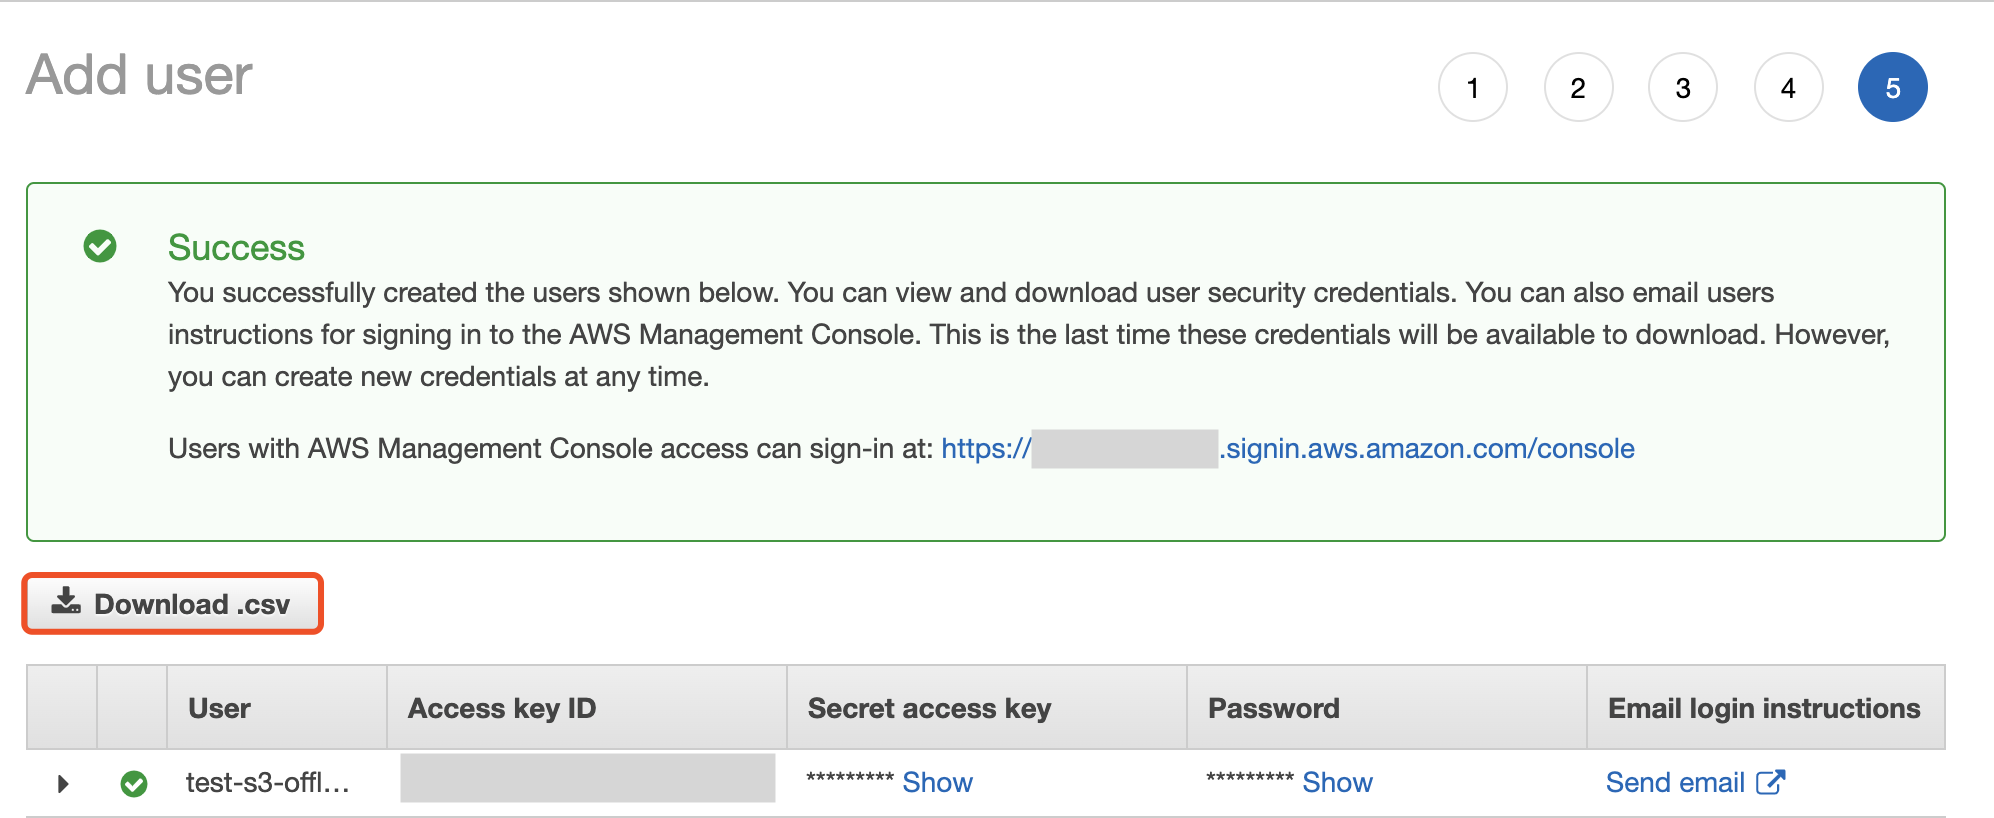 Add user
1 2 3 4 5
Success
You successfully created the users shown below. You can view and download user security credentials. You can also email users
instructions for signing in to the AWS Management Console. This is the last time these credentials will be available to download. However,
you can create new credentials at any time.
Users with AWS Management Console access can sign-in at: https:// .signin.aws.amazon.com/console
Download .csv
User Access key ID Secret access key Password Email login instructions
test-s3-offl... ********* Show ********* Show Send email